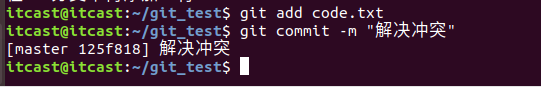 itcast@itcast:~/git_test$ git add code.txt
itcast@itcast:~/git_test$ git commit -m "解决冲突"
[master 125f818] 解决冲突
itcast@itcast:~/git_test$